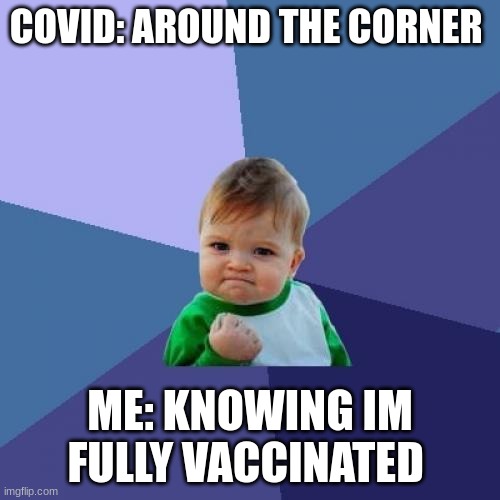 COVID: AROUND THE CORNER
ME: KNOWING IM
FULLY VACCINATED
imgflip.com